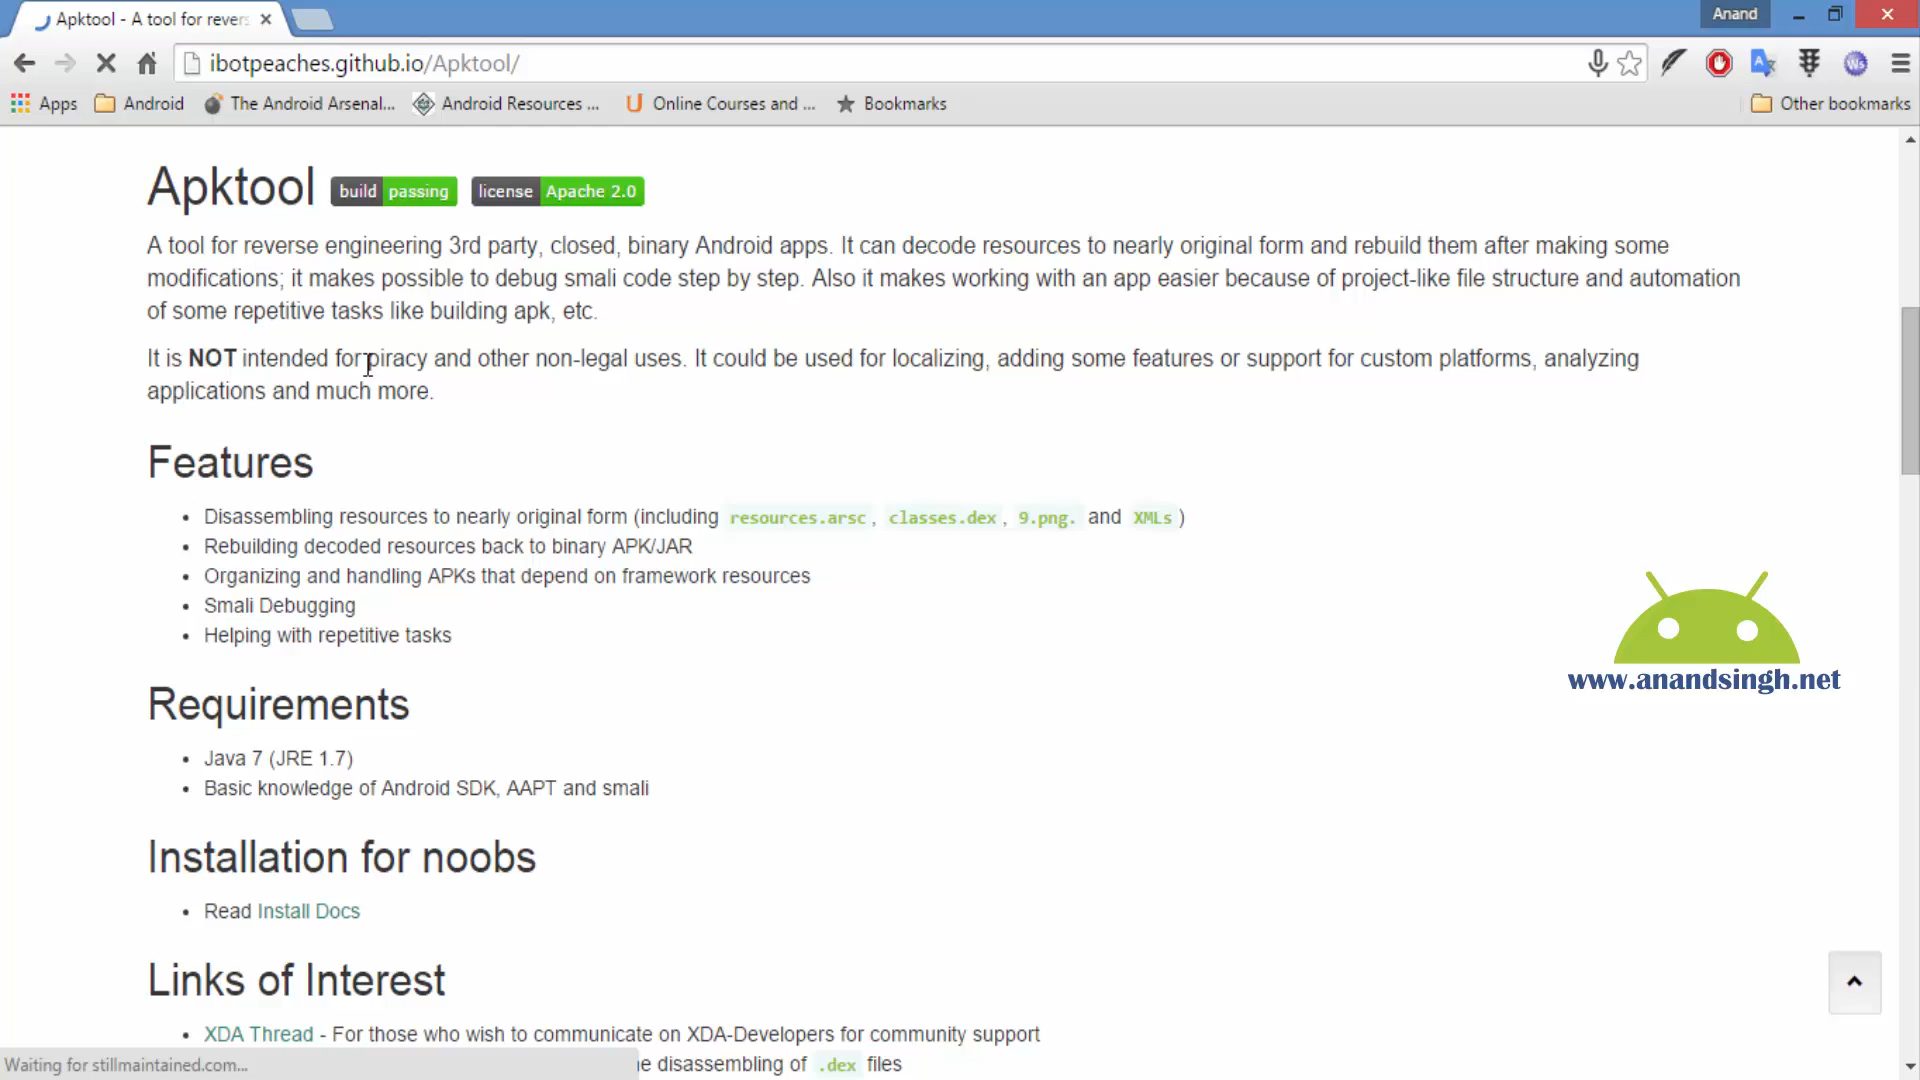 Apktool - A tool for revers
Anand
ibotpeaches.github.io/Apktool/
Apps Android The Android Arsenal... Android Resources ... Online Courses and ... Bookmarks Other bookmarks
Apktool build passing license Apache 2.0
A tool for reverse engineering 3rd party, closed, binary Android apps. It can decode resources to nearly original form and rebuild them after making some
modifications; it makes possible to debug smali code step by step. Also it makes working with an app easier because of project-like file structure and automation
of some repetitive tasks like building apk, etc.
It is NOT intended for piracy and other non-legal uses. It could be used for localizing, adding some features or support for custom platforms, analyzing
applications and much more.
Features
• Disassembling resources to nearly original form (including resources.arsc, classes.dex, 9.png. and XMLs)
• Rebuilding decoded resources back to binary APK/JAR
• Organizing and handling APKs that depend on framework resources
• Smali Debugging
• Helping with repetitive tasks
www.anandsingh.net
Requirements
• Java 7 (JRE 1.7)
• Basic knowledge of Android SDK, AAPT and smali
Installation for noobs
• Read Install Docs
Links of Interest
• XDA Thread - For those who wish to communicate on XDA-Developers for community support
disassembling of .dex files
Waiting for stillmaintained.com...